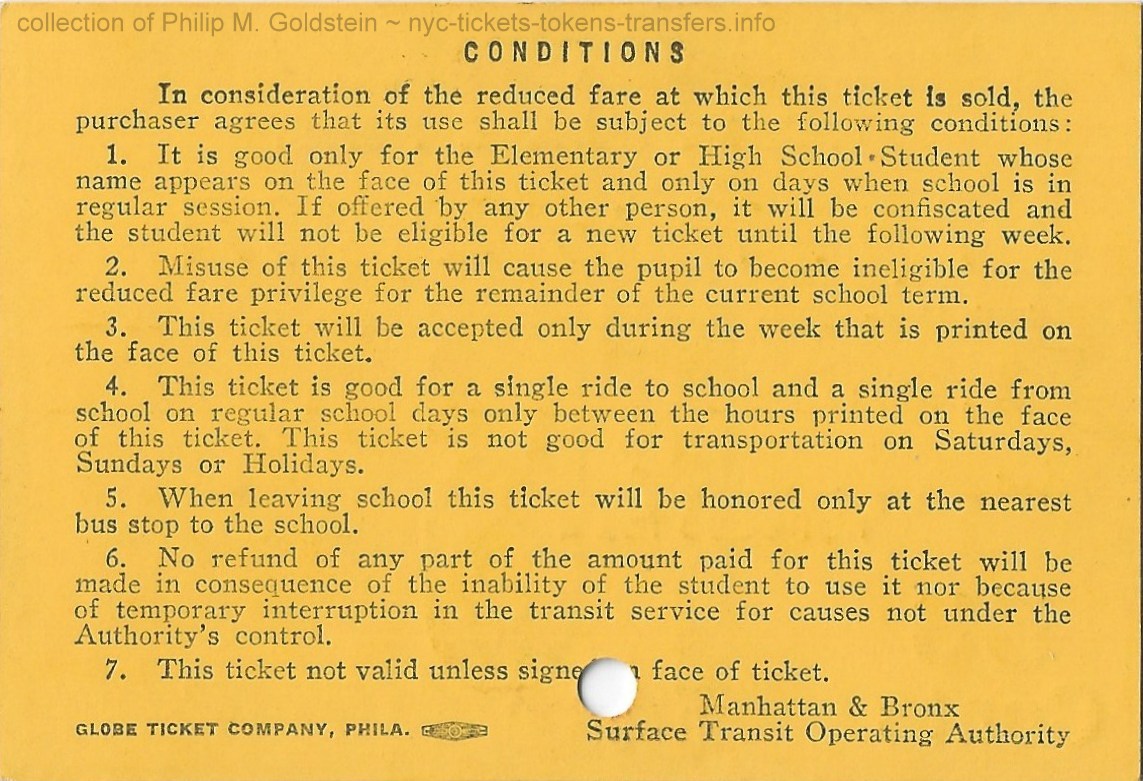 collection of Philip M. Goldstein ~ nyc-tickets-tokens-transfers.info
CONDITIONS
In consideration of the reduced fare at which this ticket is sold, the
purchaser agrees that its use shall be subject to the following conditions:
1. It is good only for the Elementary or High School Student whose
name appears on the face of this ticket and only on days when school is in
regular session. If offered by any other person, it will be confiscated and
the student will not be eligible for a new ticket until the following week.
2. Misuse of this ticket will cause the pupil to become ineligible for the
reduced fare privilege for the remainder of the current school term.
3. This ticket will be accepted only during the week that is printed on
the face of this ticket.
4. This ticket is good for a single ride to school and a single ride from
school on regular school days only between the hours printed on the face
of this ticket. This ticket is not good for transportation on Saturdays,
Sundays or Holidays.
5. When leaving school this ticket will be honored only at the nearest
bus stop to the school.
6. No refund of any part of the amount paid for this ticket will be
made in consequence of the inability of the student to use it nor because
of temporary interruption in the transit service for causes not under the
Authority's control.
7. This ticket not valid unless signe face of ticket.
Manhattan & Bronx
GLOBE TICKET COMPANY, PHILA. Surface Transit Operating Authority